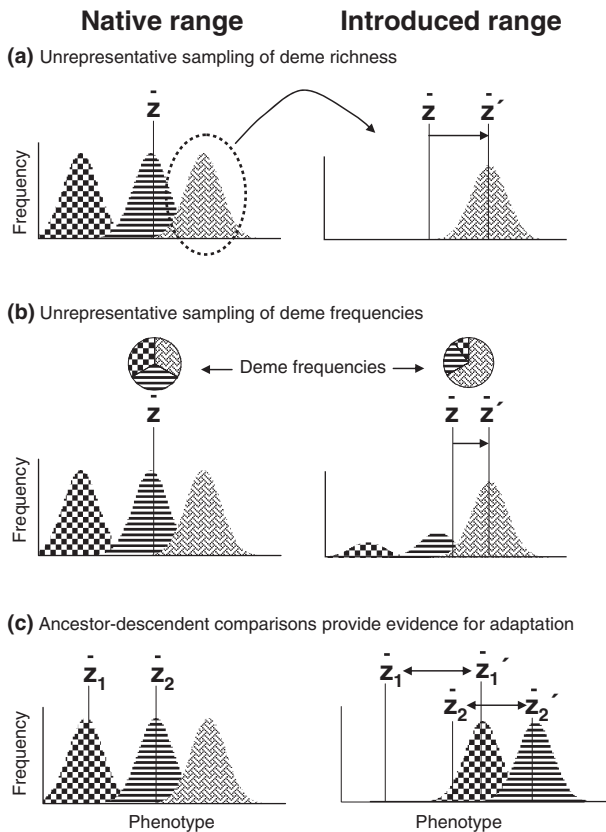 Native range Introduced range
(a) Unrepresentative sampling of deme richness
z̄ z̄ z̄´
Frequency
(b) Unrepresentative sampling of deme frequencies
Deme frequencies
z̄ z̄ z̄´
Frequency
(c) Ancestor-descendent comparisons provide evidence for adaptation
z̄₁ z̄₂ z̄₁ z̄₁´
z̄₂ z̄₂´
Frequency
Phenotype Phenotype